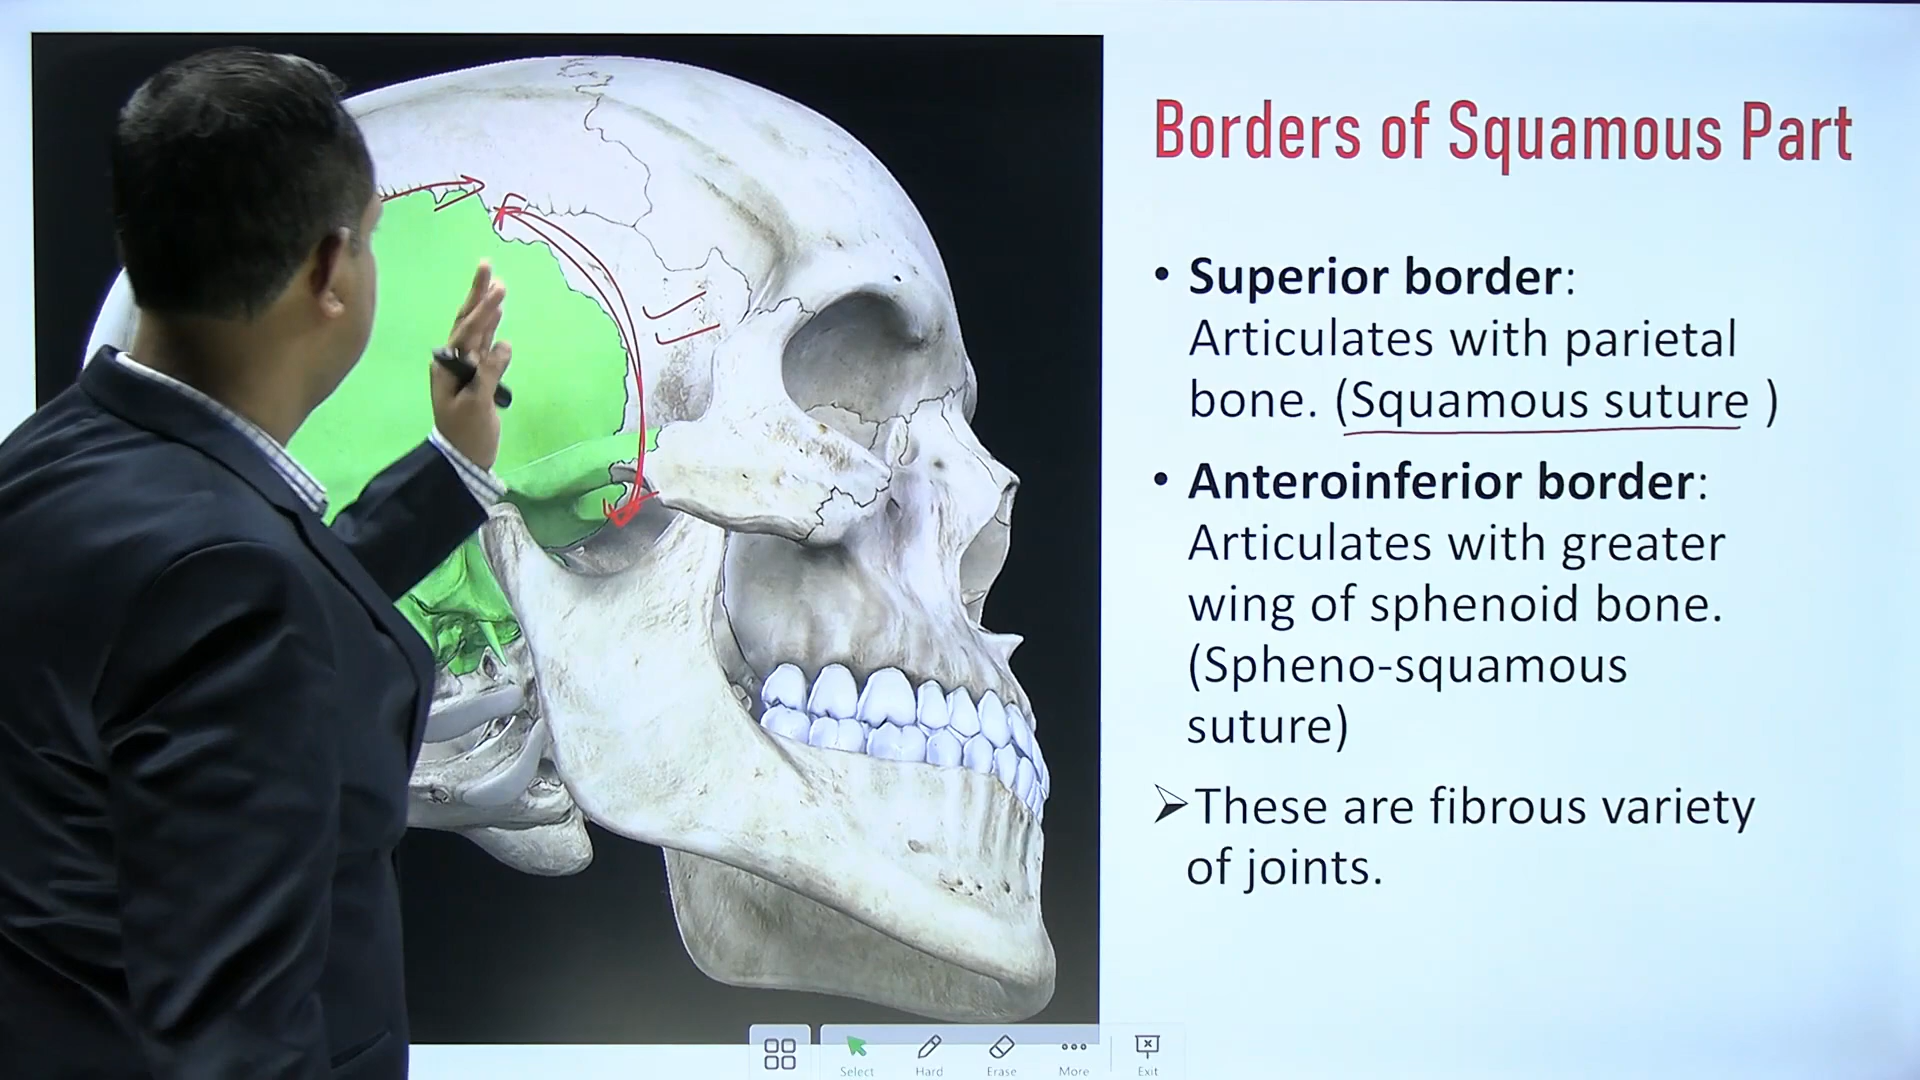 Borders of Squamous Part
• Superior border:
Articulates with parietal
bone. (Squamous suture )
• Anteroinferior border:
Articulates with greater
wing of sphenoid bone.
(Spheno-squamous
suture)
➢These are fibrous variety
of joints.
Select Hard Erase More Exit